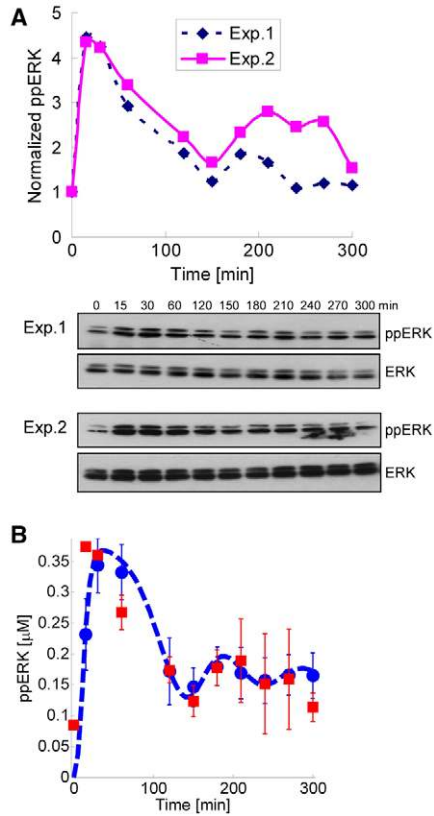 A
Exp.1
Exp.2
Normalized ppERK
5
4
3
2
1
0
0 100 200 300
Time [min]
0 15 30 60 120 150 180 210 240 270 300 min
Exp.1
ppERK
ERK
Exp.2
ppERK
ERK
B
ppERK [µM]
0.35
0.3
0.25
0.2
0.15
0.1
0.05
0
0 100 200 300
Time [min]